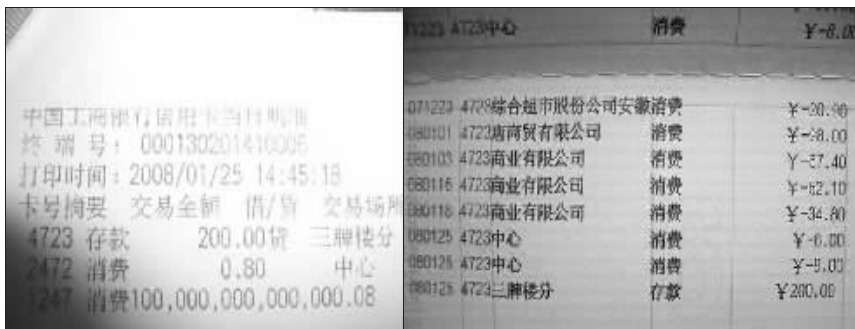 中国工商银行信用卡当日明细
终端号: 000130201410006
打印时间:2008/01/25 14:45:18
卡号摘要 交易金额 借/贷 交易场所
4723 存款 200.00贷 三牌楼分
2472 消费 0.80 中心
1247 消费100,000,000,000,000.08
071223 4723中心 消费 ¥-6.00
071223 4723综合超市股份公司安徽消费 ¥-20.90
080101 4723唐商贸有限公司 消费
080103 4723商业有限公司 消费 ¥-57.40
080116 4723商业有限公司 消费 ¥-62.10
080118 4723商业有限公司 消费 ¥-34.80
080125 4723中心 消费 ¥-6.00
080125 4723中心 消费 ¥-5.00
080125 4723三牌楼分 存款 ¥200.00